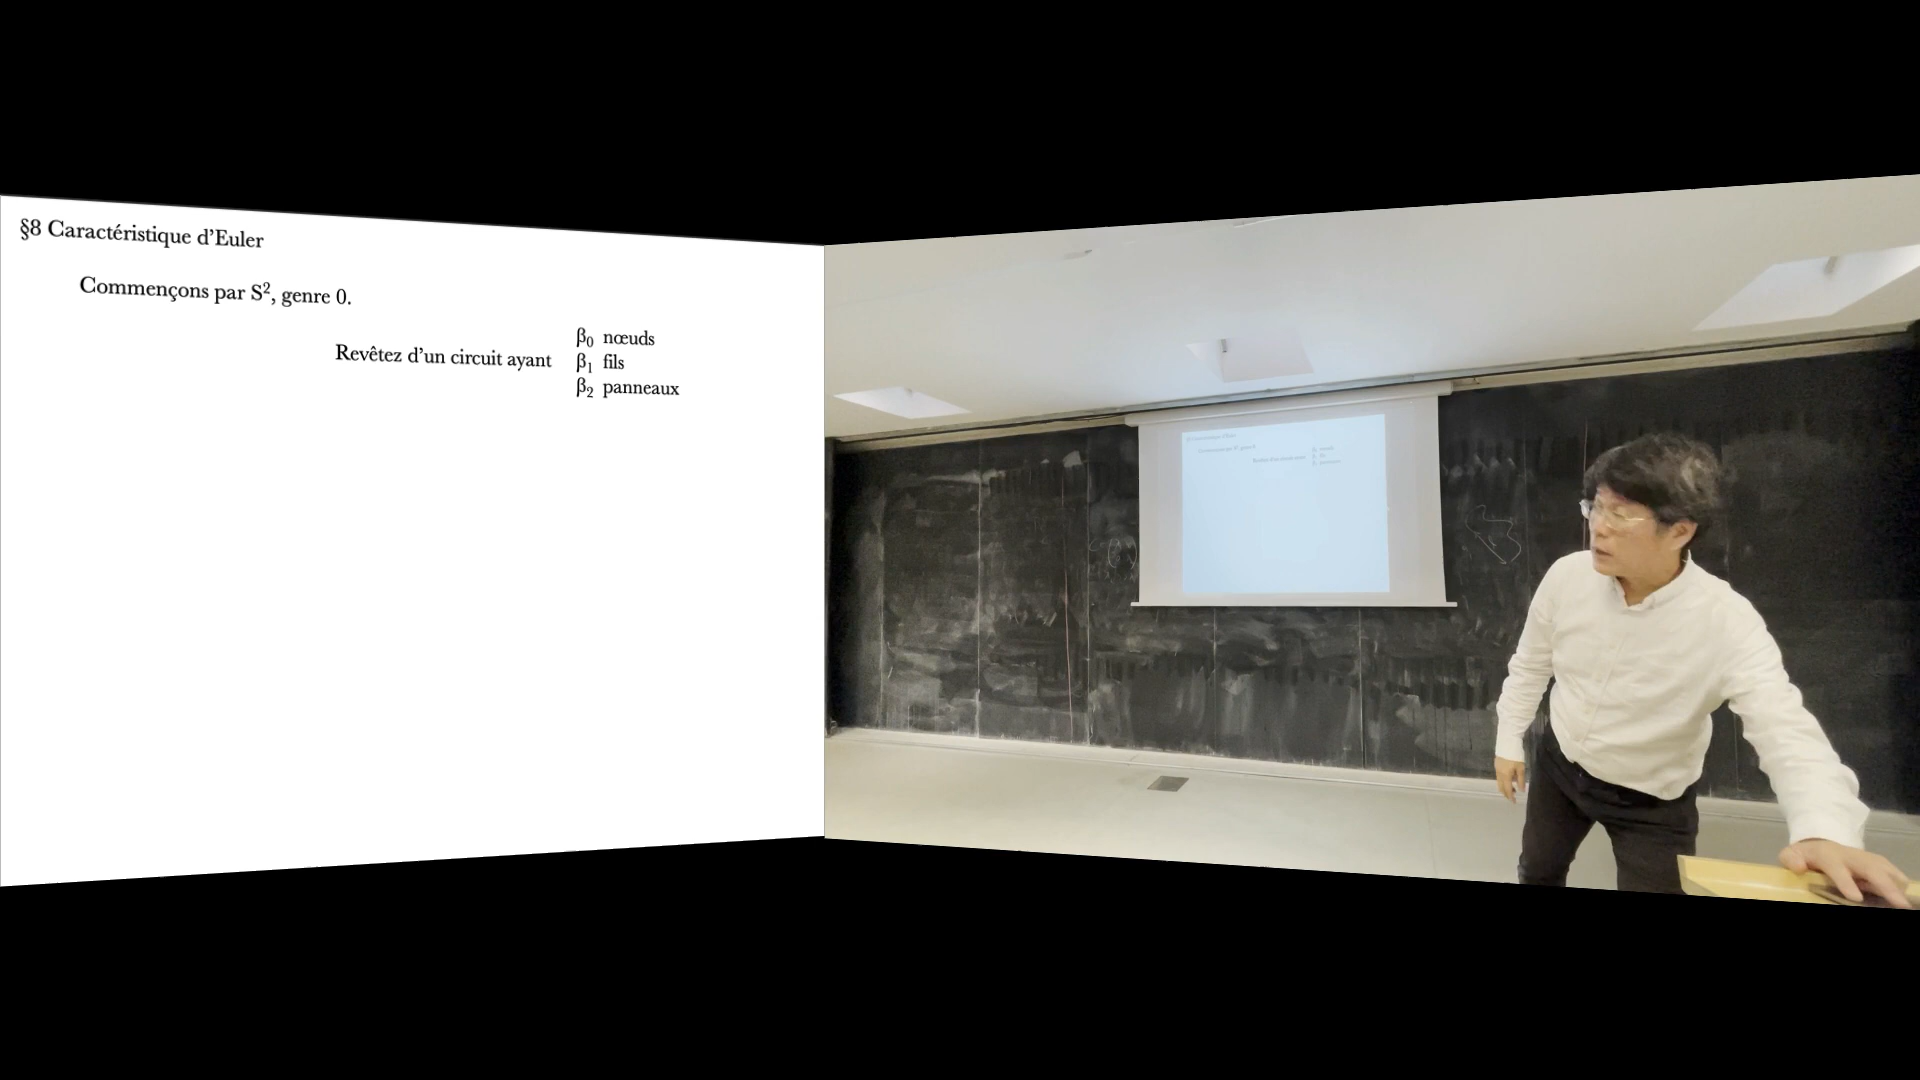 §8 Caractéristique d’Euler
Commençons par S², genre 0.
Revêtez d’un circuit ayant
β₀ nœuds
β₁ fils
β₂ panneaux